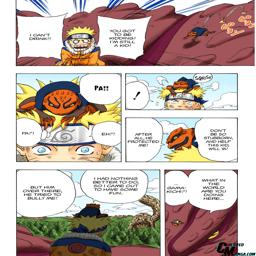 YOU GOT
TO BE
KIDDING!
I'M STILL
A KID!
I CAN'T
DRINK!!
!
DON'T BE
SO
STUBBORN,
AND HELP
THIS KID
WILL YA!
AFTER
ALL, HE
PROTECTED
ME!
PA!!
EH?!
PA?!
WHAT IN
THE
WORLD
ARE YOU
DOING
HERE...
GAMA-
KICHI?
I HAD NOTHING
BETTER TO DO,
SO I CAME OUT
TO HAVE
SOME
FUN..
BUT HIM
OVER THERE,
HE TRIED
TO BULLY ME!